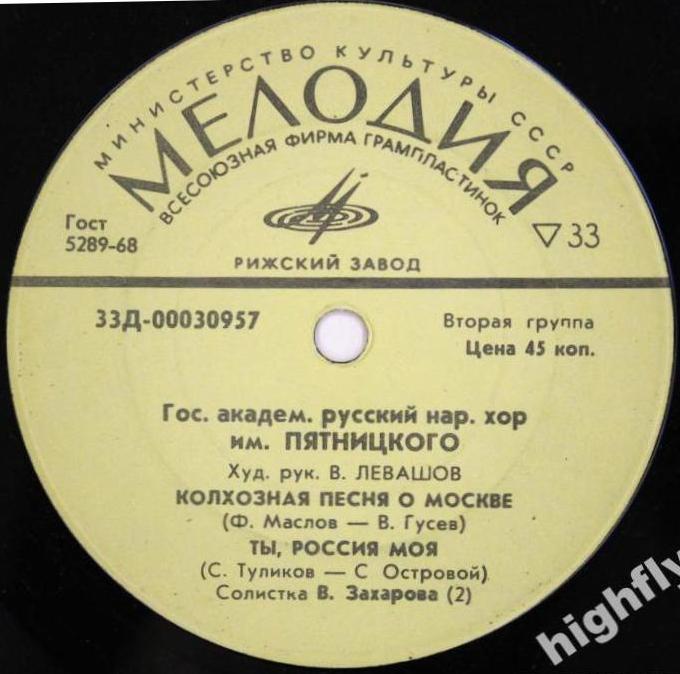 МИНИСТЕРСТВО КУЛЬТУРЫ СССР
МЕЛОДИЯ
ВСЕСОЮЗНАЯ ФИРМА ГРАМПЛАСТИНОК
Гост
5289-68
▽33
РИЖСКИЙ ЗАВОД
33Д-00030957
Вторая группа
Цена 45 коп.
Гос. академ. русский нар. хор
им. ПЯТНИЦКОГО
Худ. рук. В. ЛЕВАШОВ
КОЛХОЗНАЯ ПЕСНЯ О МОСКВЕ
(Ф. Маслов — В. Гусев)
ТЫ, РОССИЯ МОЯ
(С. Туликов — С Островой)
Солистка В. Захарова (2)
highfly